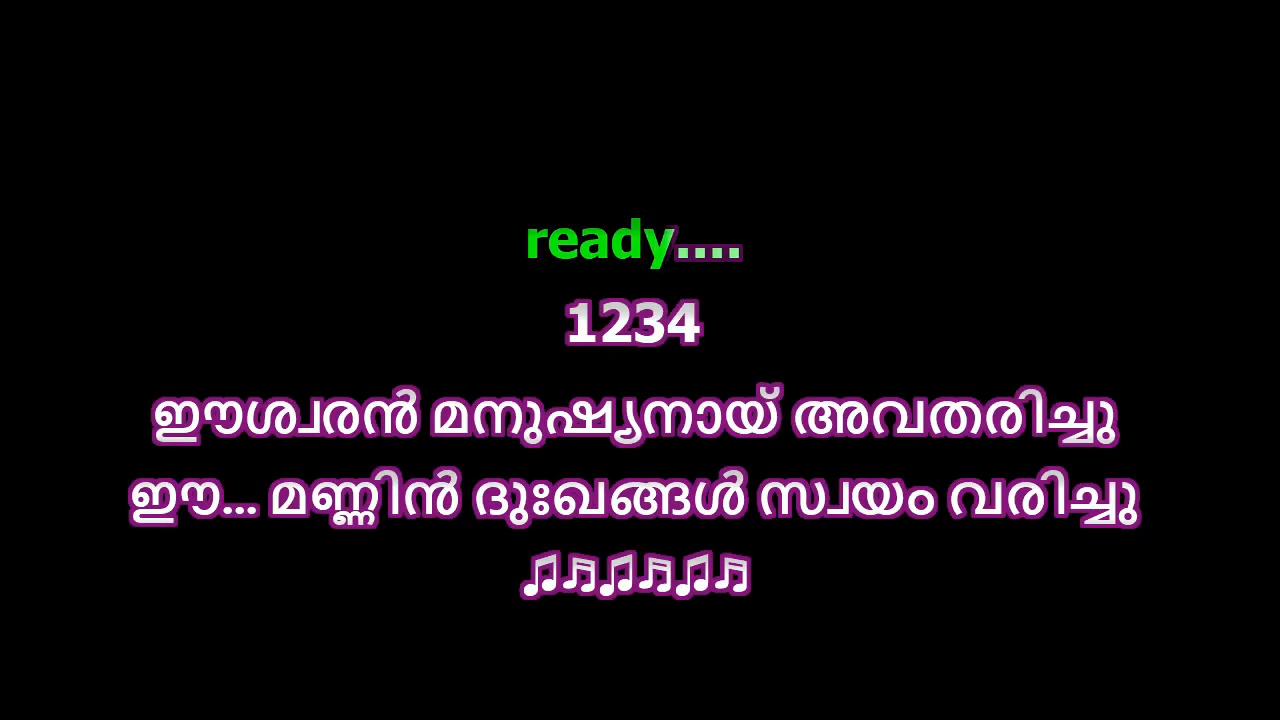 ready....
1234
ഈശ്വരൻ മനുഷ്യനായ് അവതരിച്ചു
ഈ... മണ്ണിൻ ദുഃഖങ്ങൾ സ്വയം വരിച്ചു
♫♫♫♫♫♫